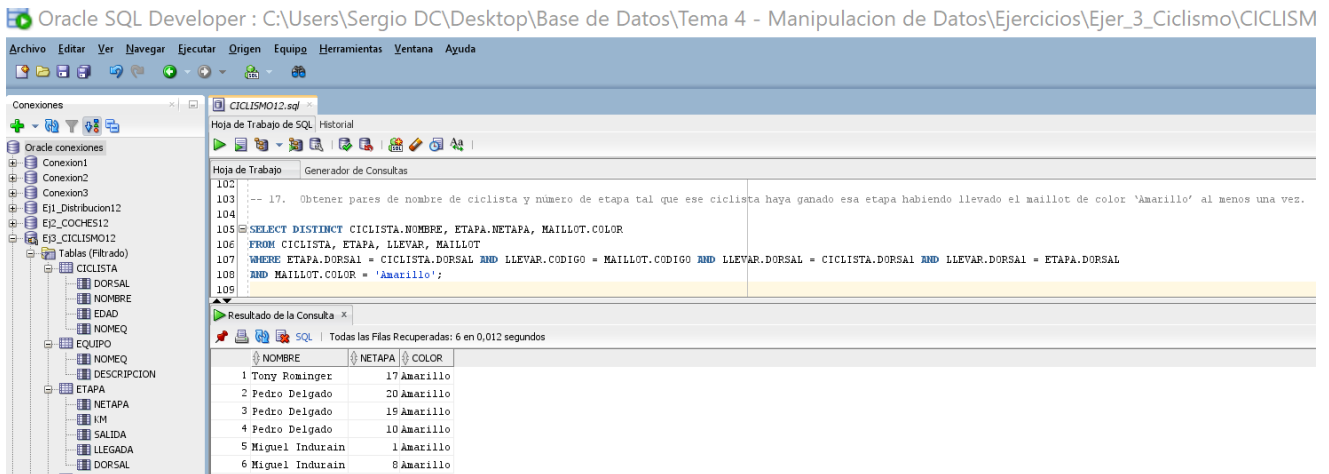 Oracle SQL Developer : C:\Users\Sergio DC\Desktop\Base de Datos\Tema 4 - Manipulacion de Datos\Ejercicios\Ejer_3_Ciclismo\CICLISM
Archivo Editar Ver Navegar Ejecutar Origen Equipo Herramientas Ventana Ayuda
Conexiones
Oracle conexiones
Conexion1
Conexion2
Conexion3
Ej1_Distribucion12
Ej2_COCHES12
Ej3_CICLISMO12
Tablas (Filtrado)
CICLISTA
DORSAL
NOMBRE
EDAD
NOMEQ
EQUIPO
NOMEQ
DESCRIPCION
ETAPA
NETAPA
KM
SALIDA
LLEGADA
DORSAL
CICLISMO12.sql
Hoja de Trabajo de SQL Historial
Hoja de Trabajo Generador de Consultas
102
103 -- 17. Obtener pares de nombre de ciclista y número de etapa tal que ese ciclista haya ganado esa etapa habiendo llevado el maillot de color ‘Amarillo’ al menos una vez.
104
105 SELECT DISTINCT CICLISTA.NOMBRE, ETAPA.NETAPA, MAILLOT.COLOR
106 FROM CICLISTA, ETAPA, LLEVAR, MAILLOT
107 WHERE ETAPA.DORSAL = CICLISTA.DORSAL AND LLEVAR.CODIGO = MAILLOT.CODIGO AND LLEVAR.DORSAL = CICLISTA.DORSAL AND LLEVAR.DORSAL = ETAPA.DORSAL
108 AND MAILLOT.COLOR = 'Amarillo';
109
Resultado de la Consulta x
SQL | Todas las Filas Recuperadas: 6 en 0,012 segundos
NOMBRE NETAPA COLOR
1 Tony Rominger 17 Amarillo
2 Pedro Delgado 20 Amarillo
3 Pedro Delgado 19 Amarillo
4 Pedro Delgado 10 Amarillo
5 Miguel Indurain 1 Amarillo
6 Miguel Indurain 8 Amarillo